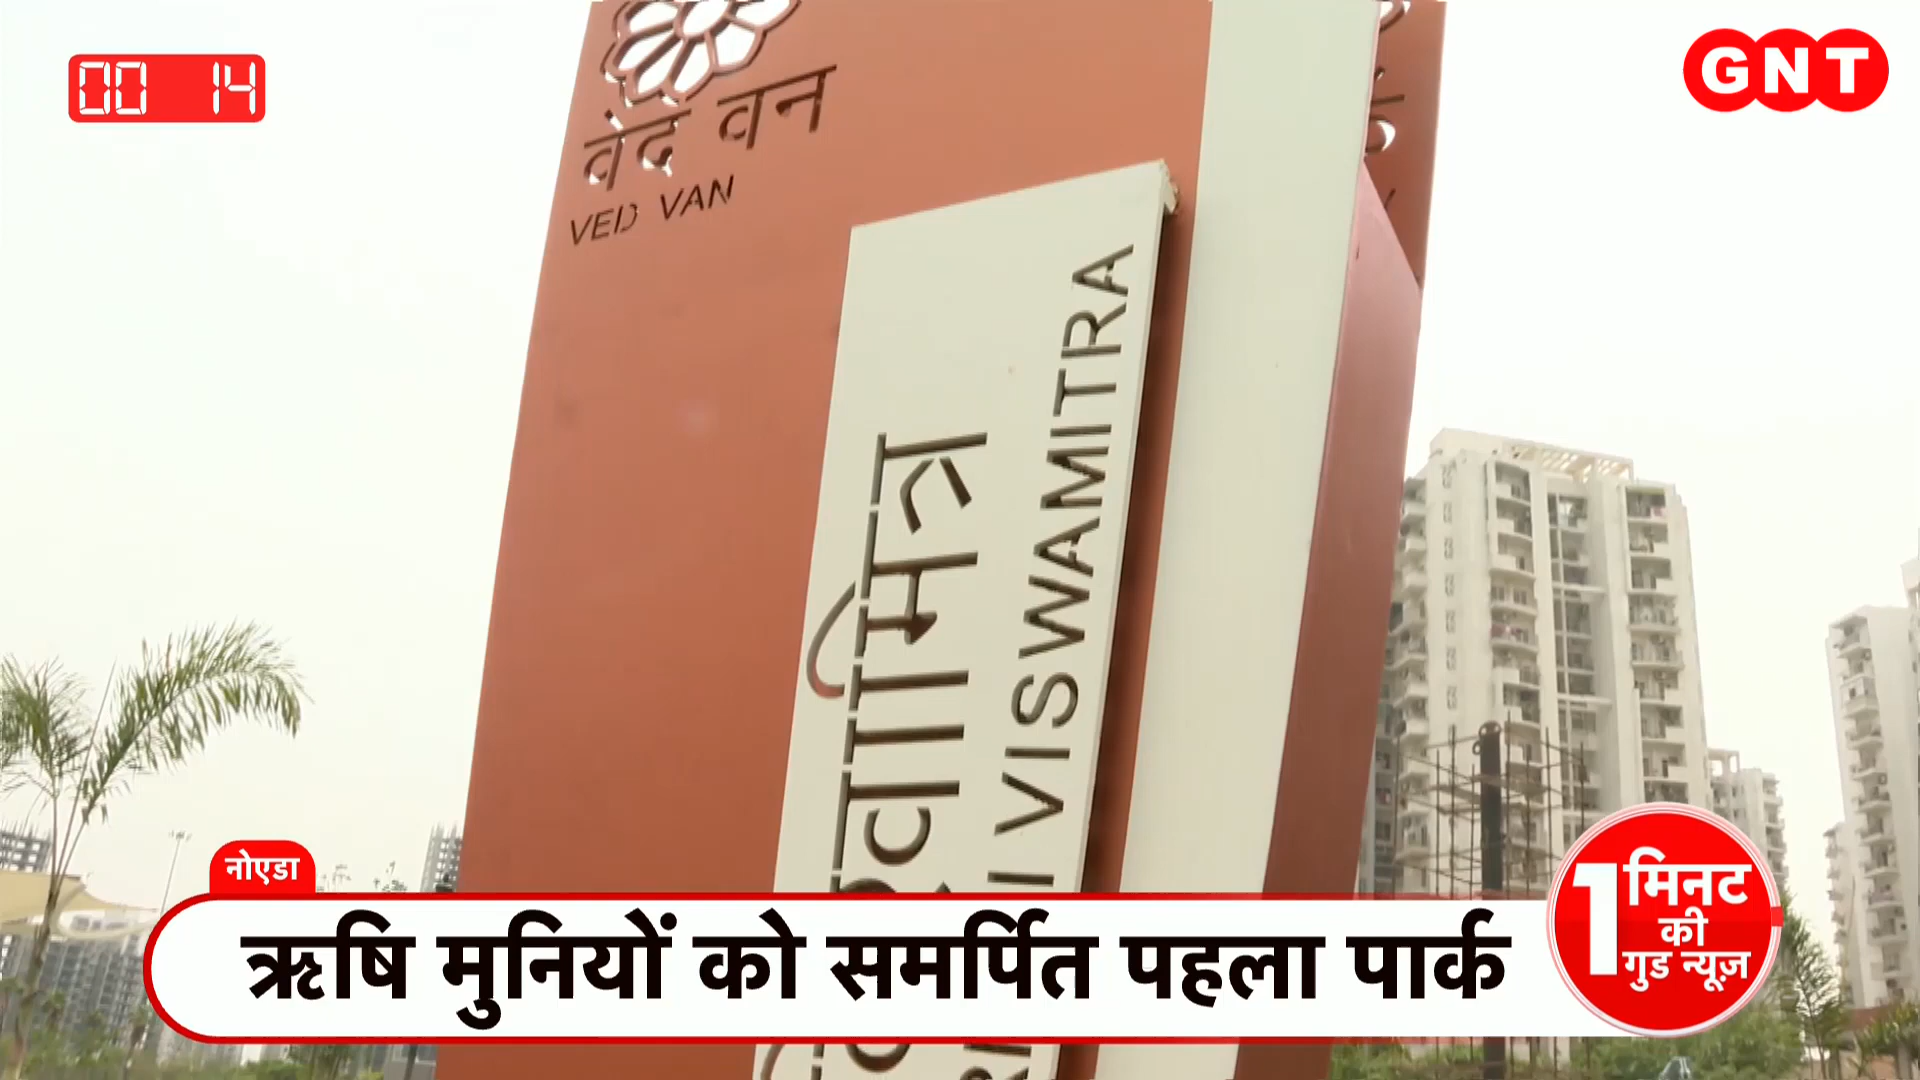 00 14
GNT
वेद वन
VED VAN
VISWAMITRA
नोएडा
ऋषि मुनियों को समर्पित पहला पार्क
1 मिनट
की
गुड न्यूज़